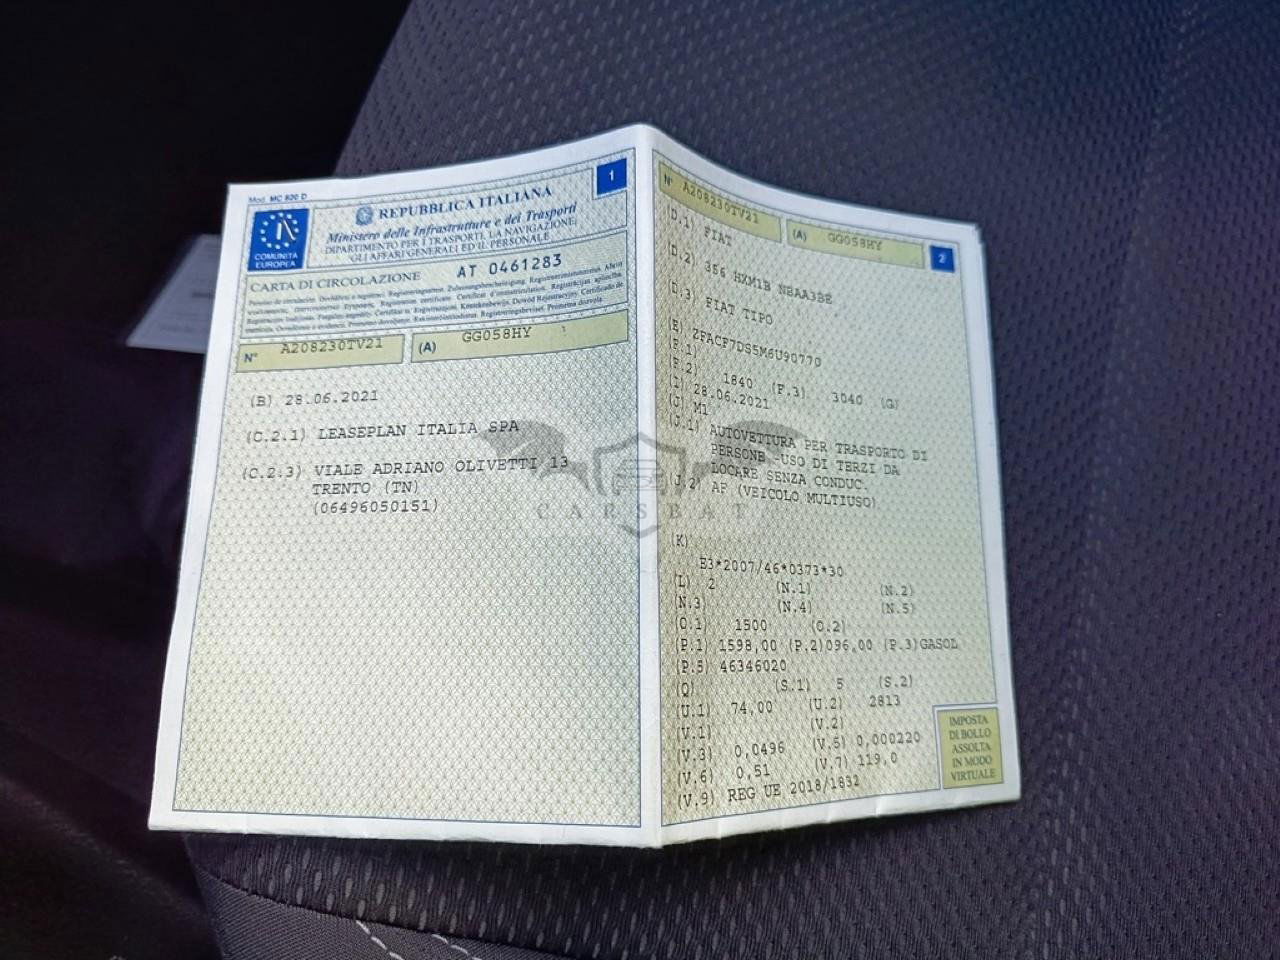 Mod. MC 820 D
1
COMUNITÀ
EUROPEA
REPUBBLICA ITALIANA
Ministero delle Infrastrutture e dei Trasporti
DIPARTIMENTO PER I TRASPORTI, LA NAVIGAZIONE,
GLI AFFARI GENERALI ED IL PERSONALE
CARTA DI CIRCOLAZIONE AT 0461283
N° A208230TV21 (A) GG058HY
(B) 28.06.2021
(C.2.1) LEASEPLAN ITALIA SPA
(C.2.3) VIALE ADRIANO OLIVETTI 13
TRENTO (TN)
(06496050151)
N° A208230TV21 (A) GG058HY
2
(D.1) FIAT
(D.2) 356 HXM1B NBAA3BE
(D.3) FIAT TIPO
(E) ZFACF7DS5M6U90770
(F.1)
(F.2) 1840 (F.3) 3040 (G)
(I) 28.06.2021
(J) M1
(J.1) AUTOVETTURA PER TRASPORTO DI
PERSONE -USO DI TERZI DA
LOCARE SENZA CONDUC.
(J.2) AF (VEICOLO MULTIUSO)
(K)
E3*2007/46*0373*30
(L) 2 (N.1) (N.2)
(N.3) (N.4) (N.5)
(O.1) 1500 (O.2)
(P.1) 1598,00 (P.2)096,00 (P.3)GASOL
(P.5) 46346020
(Q) (S.1) 5 (S.2)
(U.1) 74,00 (U.2) 2813
(V.1) (V.2)
(V.3) 0,0496 (V.5) 0,000220
(V.6) 0,51 (V.7) 119,0
(V.9) REG UE 2018/1832
IMPOSTA
DI BOLLO
ASSOLTA
IN MODO
VIRTUALE
CARSBAT